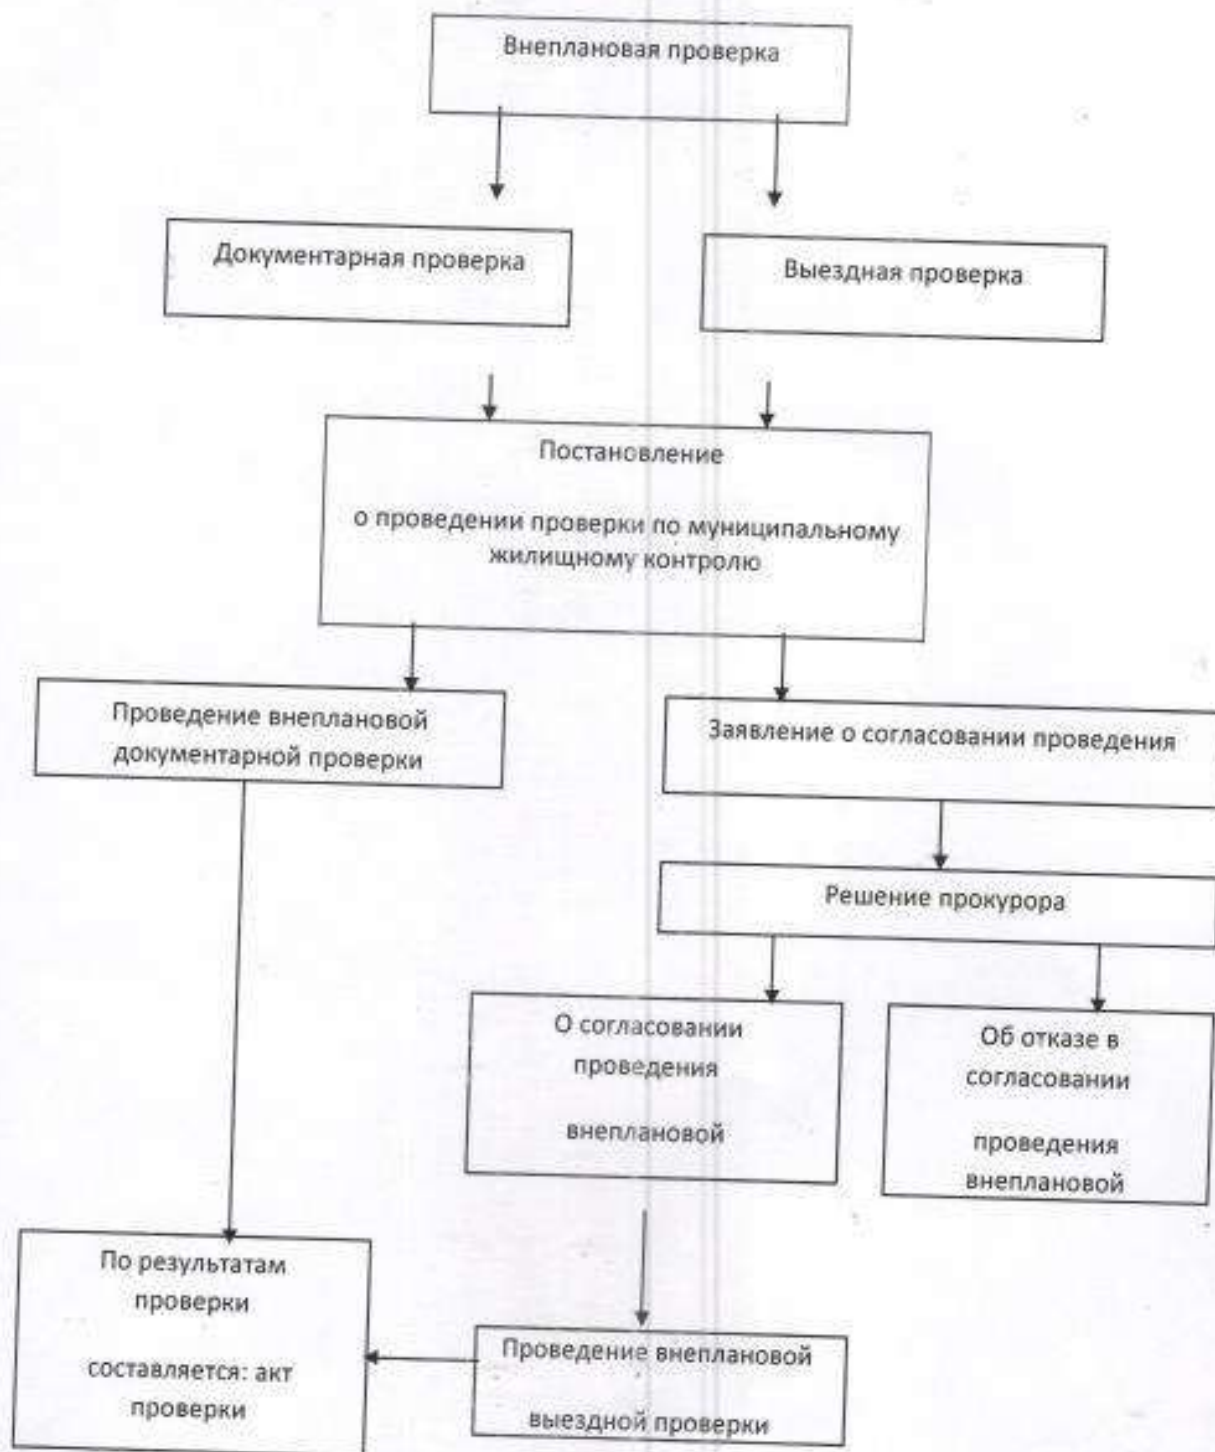 Внеплановая проверка
Документарная проверка
Выездная проверка
Постановление
о проведении проверки по муниципальному
жилищному контролю
Проведение внеплановой
документарной проверки
Заявление о согласовании проведения
Решение прокурора
О согласовании
проведения
внеплановой
Об отказе в
согласовании
проведения
внеплановой
По результатам
проверки
составляется: акт
проверки
Проведение внеплановой
выездной проверки